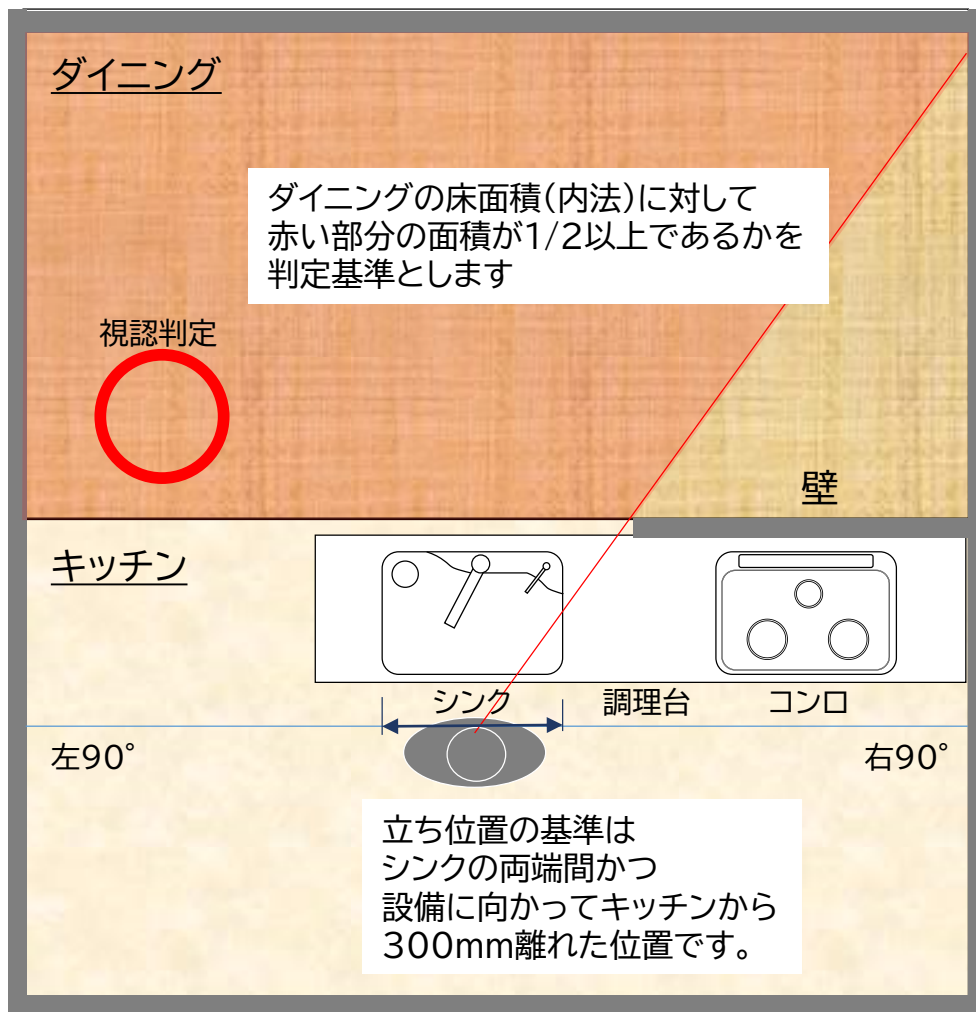 ダイニング
ダイニングの床面積(内法)に対して
赤い部分の面積が1/2以上であるかを
判定基準とします
視認判定
壁
キッチン
シンク
調理台
コンロ
左90°
右90°
立ち位置の基準は
シンクの両端間かつ
設備に向かってキッチンから
300mm離れた位置です。